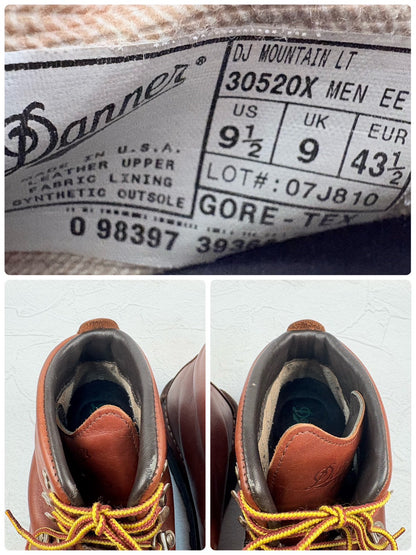 Danner®
MADE IN U.S.A.
LEATHER UPPER
FABRIC LINING
SYNTHETIC OUTSOLE
DJ MOUNTAIN LT
30520X MEN EE
US UK EUR
9½ 9 43½
LOT#: 07J810
GORE-TEX
0 98397